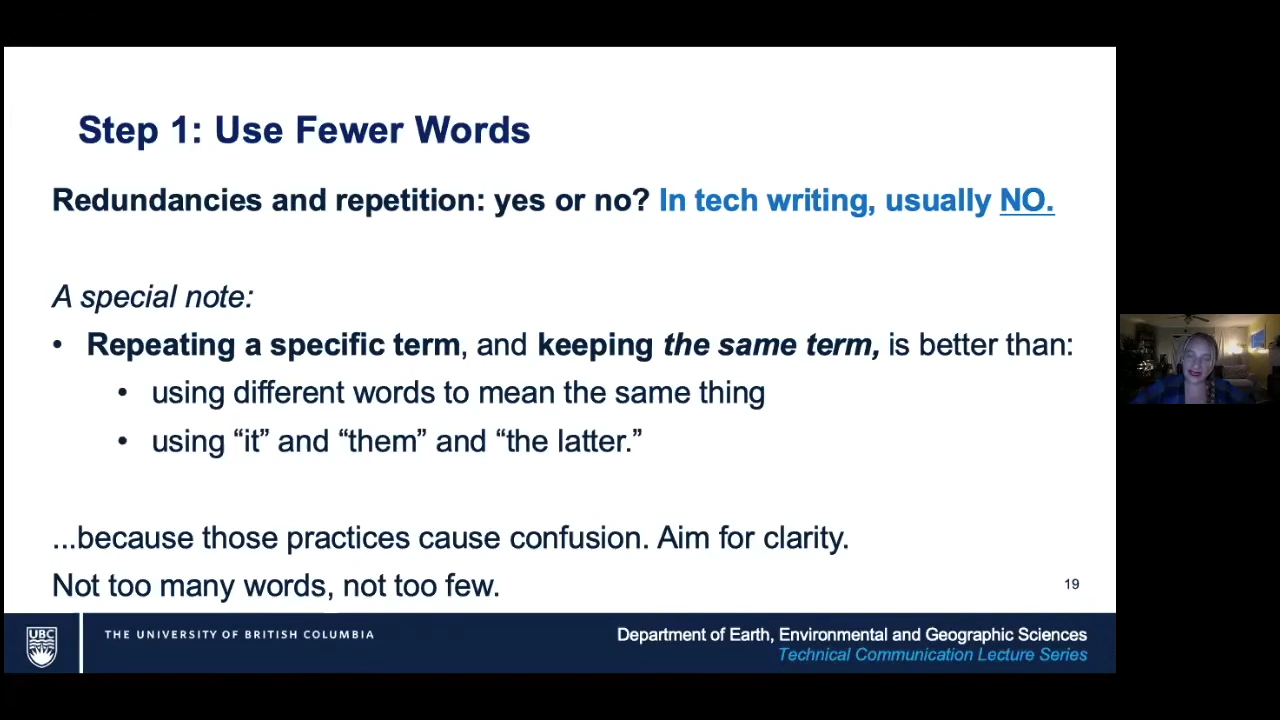 Step 1: Use Fewer Words
Redundancies and repetition: yes or no? In tech writing, usually NO.
A special note:
• Repeating a specific term, and keeping the same term, is better than:
• using different words to mean the same thing
• using “it” and “them” and “the latter.”
...because those practices cause confusion. Aim for clarity.
Not too many words, not too few.
19
UBC
THE UNIVERSITY OF BRITISH COLUMBIA
Department of Earth, Environmental and Geographic Sciences
Technical Communication Lecture Series